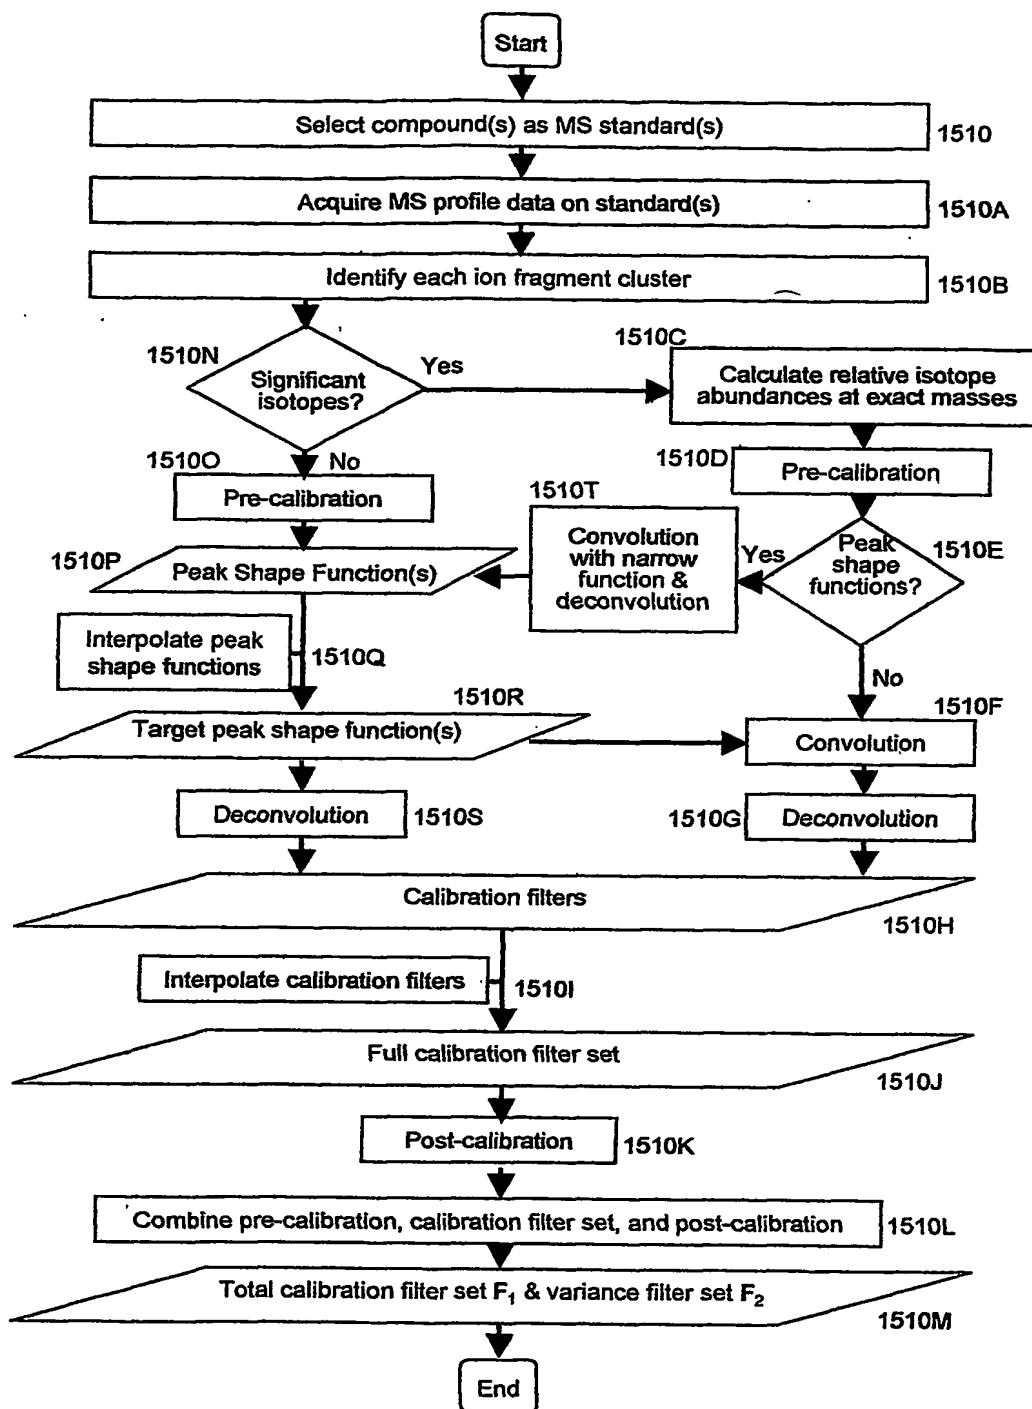 Start
Select compound(s) as MS standard(s)
1510
Acquire MS profile data on standard(s)
1510A
Identify each ion fragment cluster
1510B
1510N
Significant
isotopes?
Yes
1510C
Calculate relative isotope
abundances at exact masses
No
1510O
Pre-calibration
1510D
Pre-calibration
1510T
Convolution
with narrow
function &
deconvolution
Yes
Peak
shape
functions?
1510E
1510P
Peak Shape Function(s)
Interpolate peak
shape functions
1510Q
No
1510R
Target peak shape function(s)
1510F
Convolution
Deconvolution
1510S
1510G
Deconvolution
Calibration filters
1510H
Interpolate calibration filters
1510I
Full calibration filter set
1510J
Post-calibration
1510K
Combine pre-calibration, calibration filter set, and post-calibration
1510L
Total calibration filter set F₁ & variance filter set F₂
1510M
End